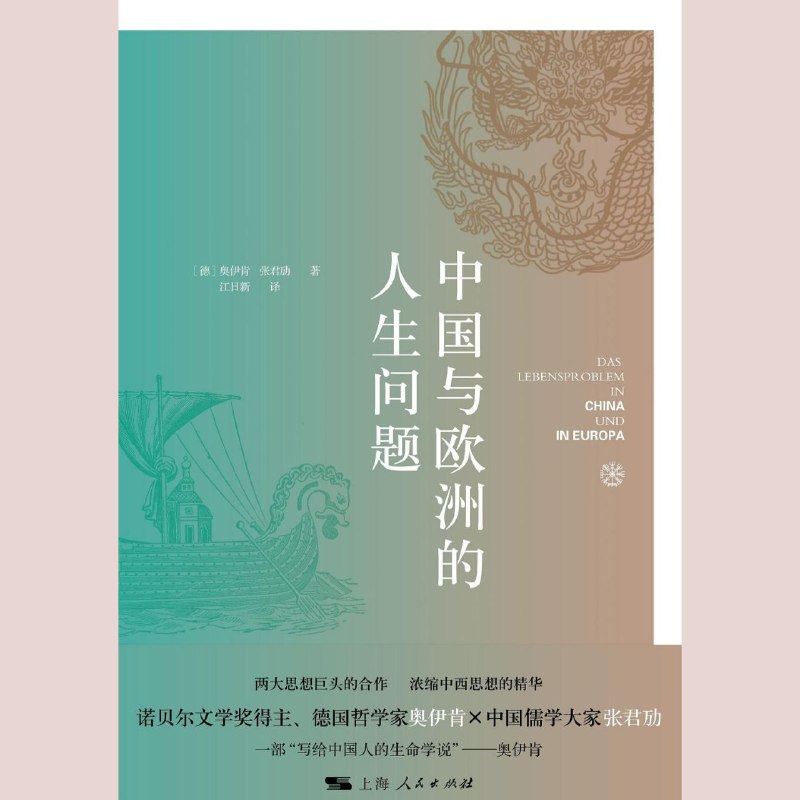 中国与欧洲的
人生问题
[德]奥伊肯 张君劢 著
江日新 译
DAS
LEBENSPROBLEM
IN
CHINA
UND
IN EUROPA
两大思想巨头的合作 浓缩中西思想的精华
诺贝尔文学奖得主、德国哲学家奥伊肯×中国儒学大家张君劢
一部“写给中国人的生命学说”——奥伊肯
上海人民出版社